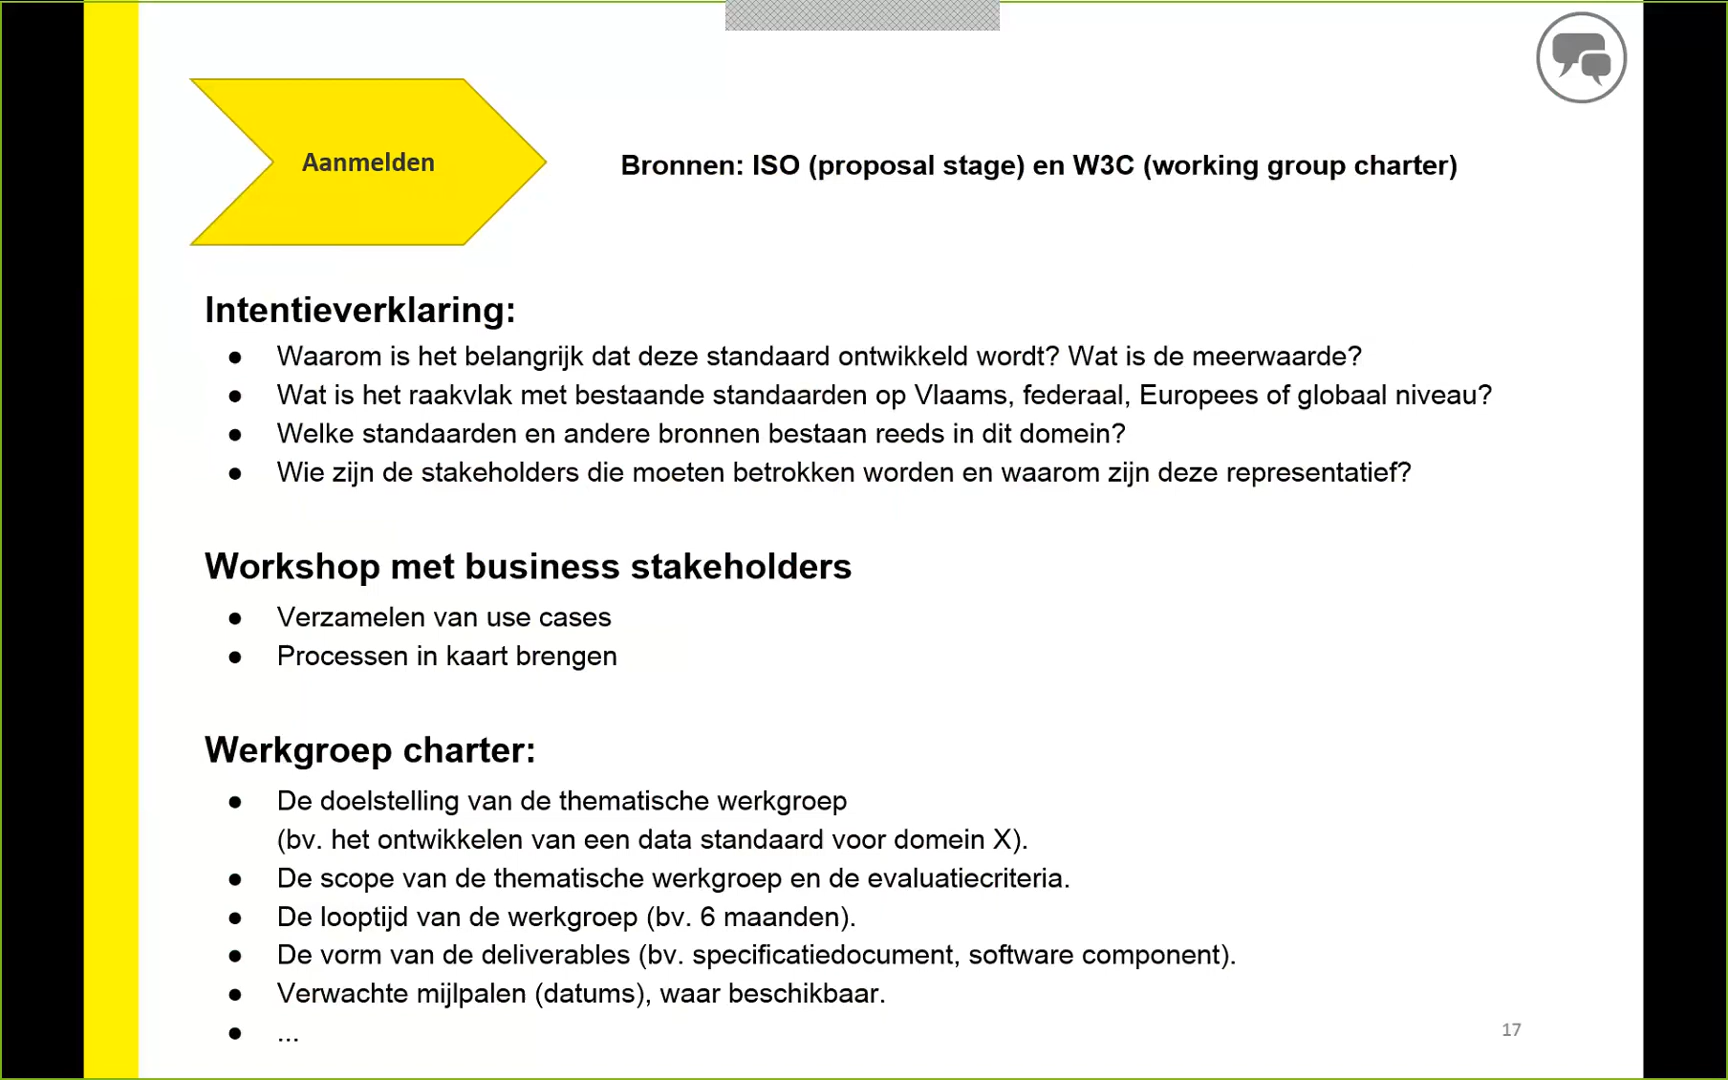 Aanmelden
Bronnen: ISO (proposal stage) en W3C (working group charter)
Intentieverklaring:
● Waarom is het belangrijk dat deze standaard ontwikkeld wordt? Wat is de meerwaarde?
● Wat is het raakvlak met bestaande standaarden op Vlaams, federaal, Europees of globaal niveau?
● Welke standaarden en andere bronnen bestaan reeds in dit domein?
● Wie zijn de stakeholders die moeten betrokken worden en waarom zijn deze representatief?
Workshop met business stakeholders
● Verzamelen van use cases
● Processen in kaart brengen
Werkgroep charter:
● De doelstelling van de thematische werkgroep
(bv. het ontwikkelen van een data standaard voor domein X).
● De scope van de thematische werkgroep en de evaluatiecriteria.
● De looptijd van de werkgroep (bv. 6 maanden).
● De vorm van de deliverables (bv. specificatiedocument, software component).
● Verwachte mijlpalen (datums), waar beschikbaar.
● ...
17